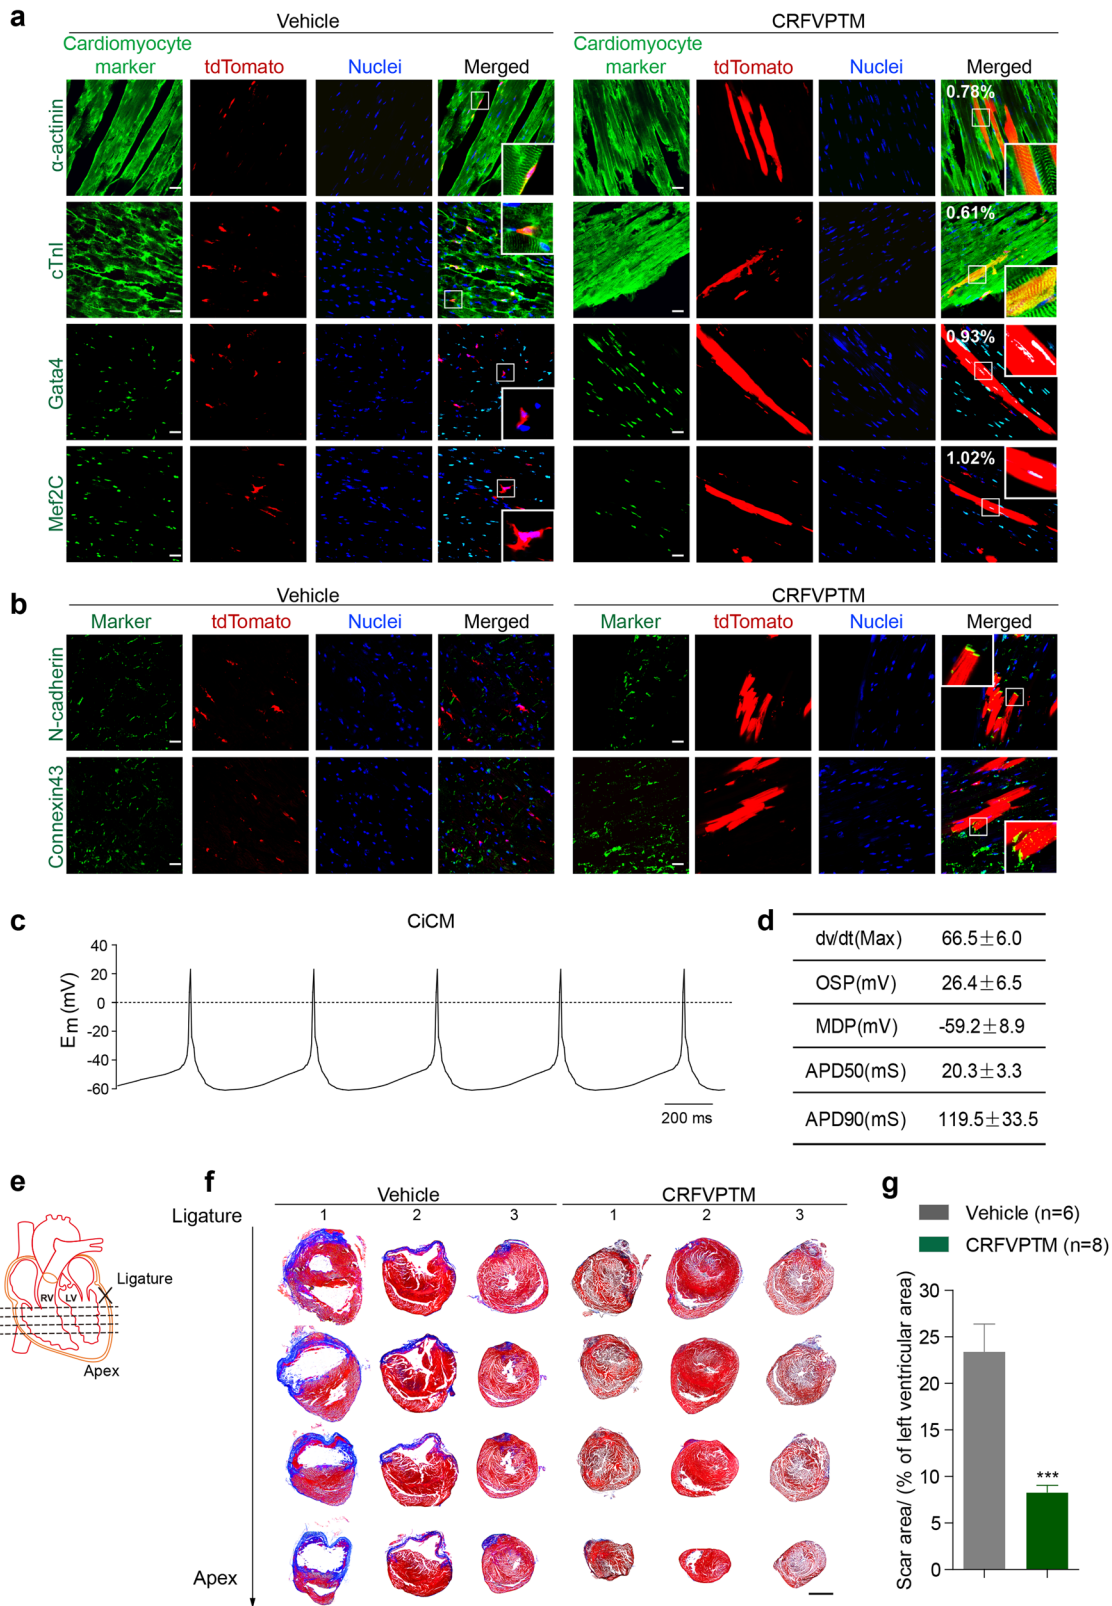 a
Vehicle
CRFVPTM
Cardiomyocyte marker
tdTomato
Nuclei
Merged
Cardiomyocyte marker
tdTomato
Nuclei
Merged
α-actinin
0.78%
cTnI
0.61%
Gata4
0.93%
Mef2C
1.02%
b
Vehicle
CRFVPTM
Marker
tdTomato
Nuclei
Merged
Marker
tdTomato
Nuclei
Merged
N-cadherin
Connexin43
c
CiCM
Em (mV)
40
20
0
-20
-40
-60
200 ms
d
dv/dt(Max) 66.5±6.0
OSP(mV) 26.4±6.5
MDP(mV) -59.2±8.9
APD50(mS) 20.3±3.3
APD90(mS) 119.5±33.5
e
Ligature
RV
LV
Apex
f
Vehicle
CRFVPTM
Ligature
1 2 3 1 2 3
Apex
g
Vehicle (n=6)
CRFVPTM (n=8)
Scar area/ (% of left ventricular area)
30
25
20
15
10
5
0
***